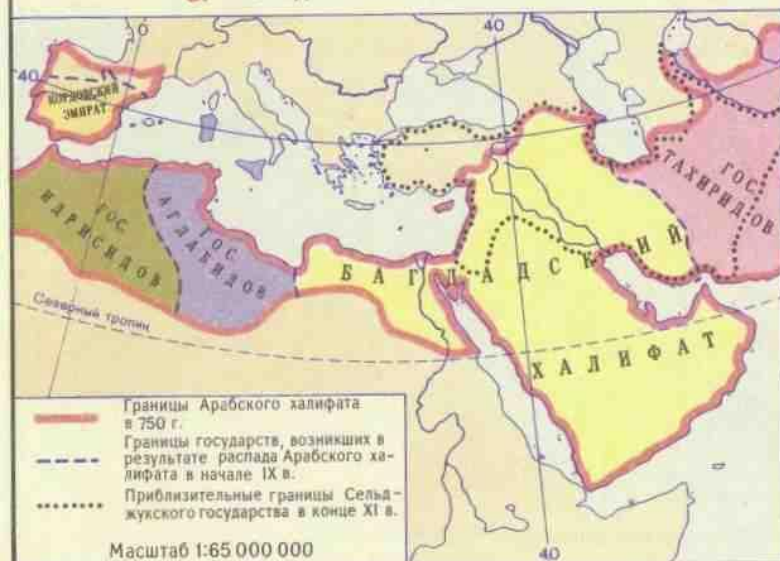 0
40
40
КОРДОВСКИЙ
ЭМИРАТ
ГОС. ИДРИСИДОВ
ГОС. АГДАБИДОВ
ГОС. ТАХИРИДОВ
БАГДАДСКИЙ
ХАЛИФАТ
Северный тропик
Границы Арабского халифата
в 750 г.
Границы государств, возникших в
результате распада Арабского ха-
лифата в начале IX в.
Приблизительные границы Сельд-
жукского государства в конце XI в.
Масштаб 1:65 000 000
40